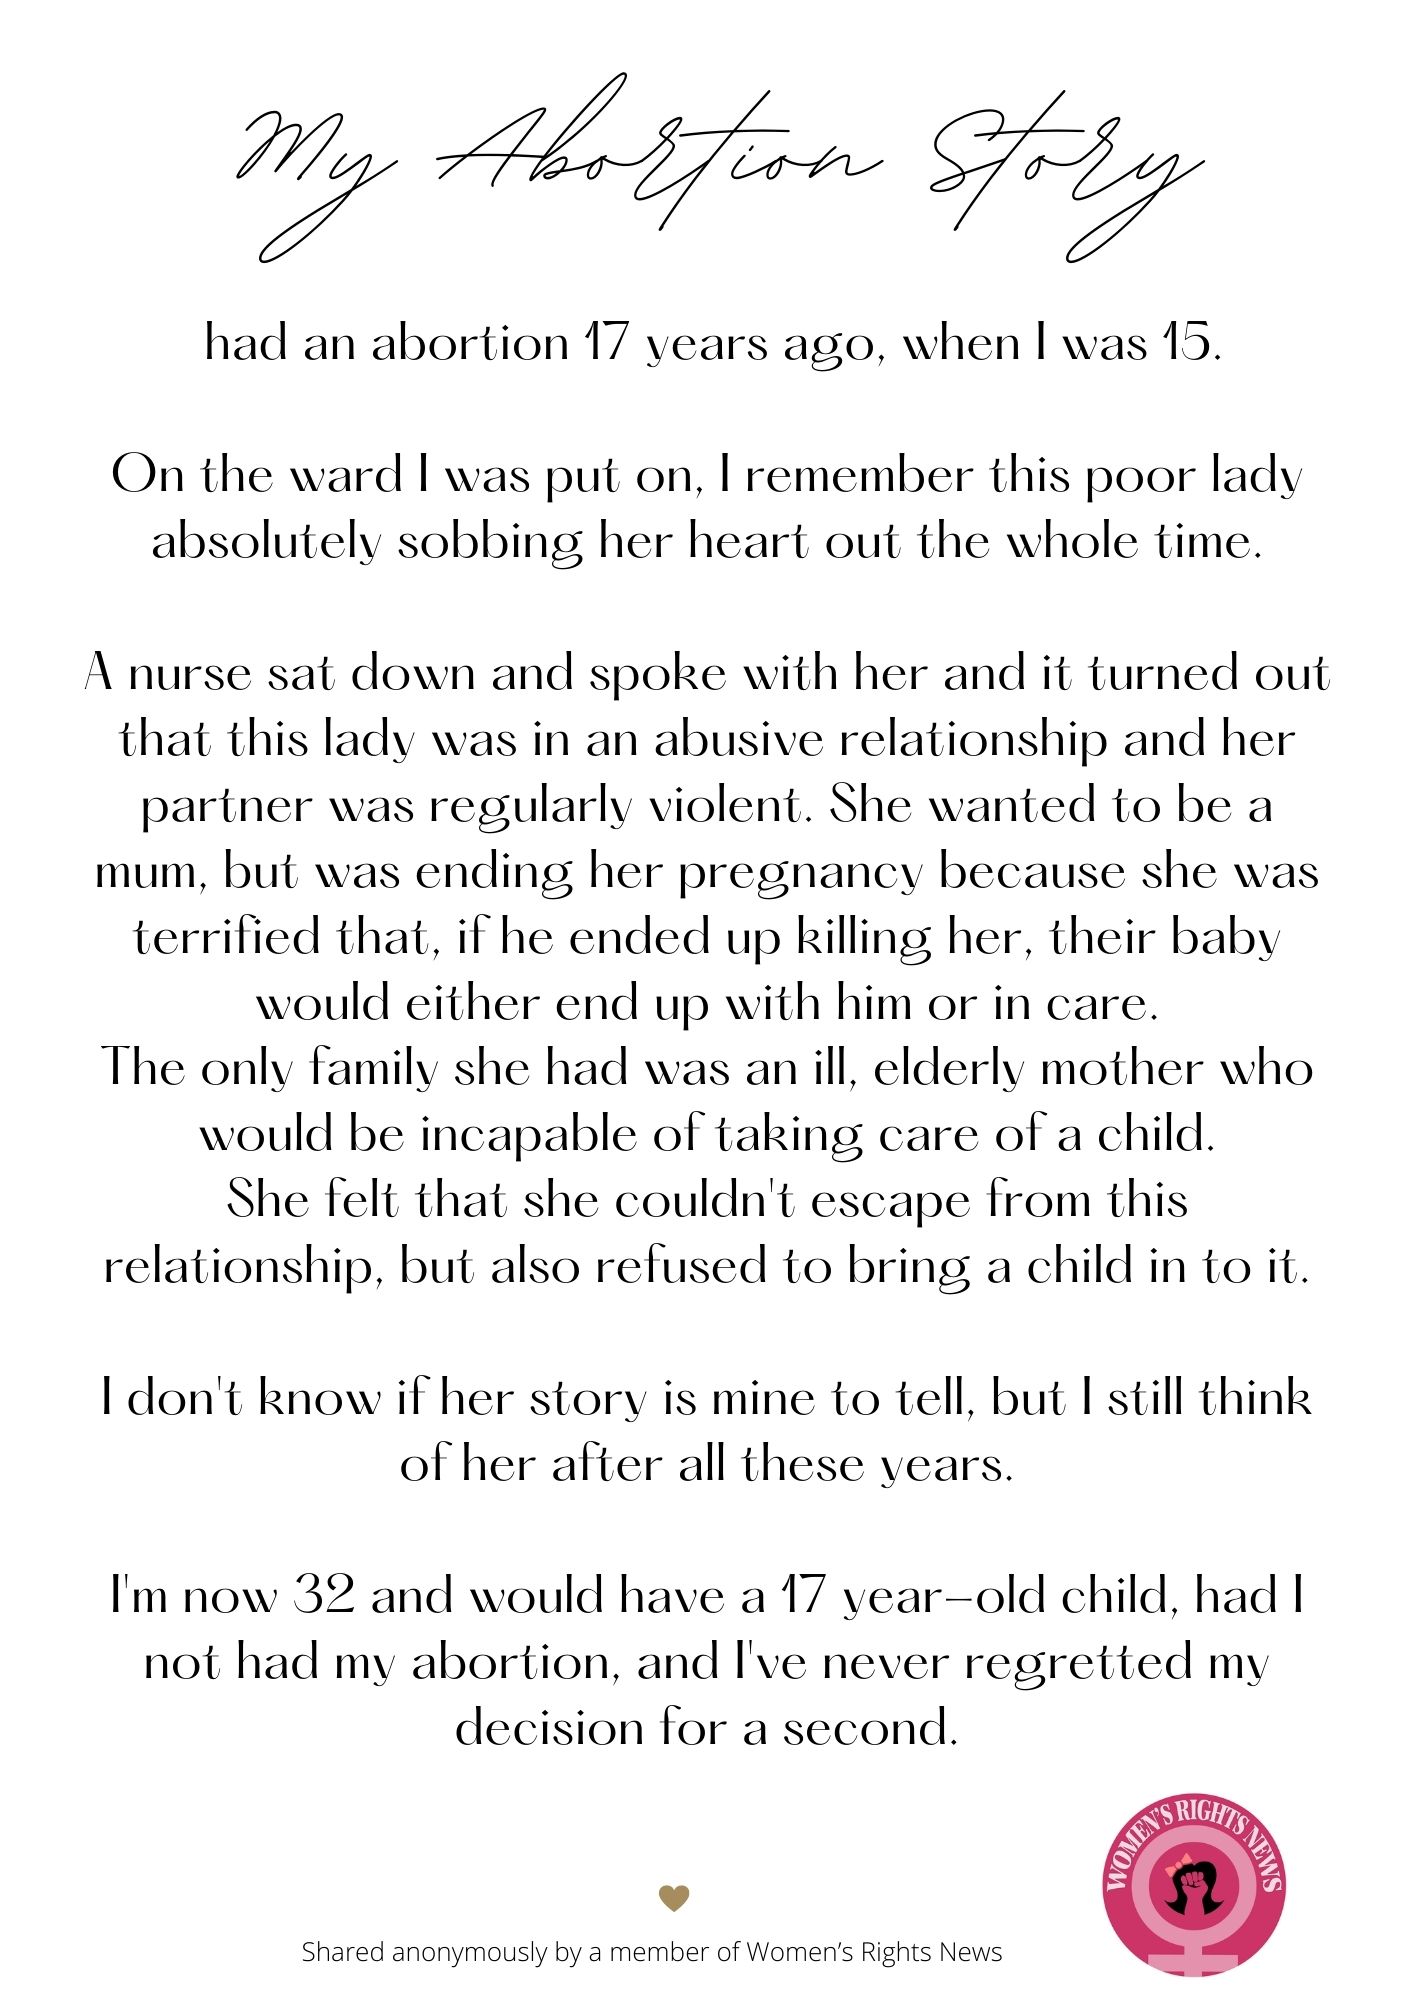 My Abortion Story
had an abortion 17 years ago, when I was 15.
On the ward I was put on, I remember this poor lady
absolutely sobbing her heart out the whole time.
A nurse sat down and spoke with her and it turned out
that this lady was in an abusive relationship and her
partner was regularly violent. She wanted to be a
mum, but was ending her pregnancy because she was
terrified that, if he ended up killing her, their baby
would either end up with him or in care.
The only family she had was an ill, elderly mother who
would be incapable of taking care of a child.
She felt that she couldn't escape from this
relationship, but also refused to bring a child in to it.
I don't know if her story is mine to tell, but I still think
of her after all these years.
I'm now 32 and would have a 17 year-old child, had I
not had my abortion, and I've never regretted my
decision for a second.
WOMEN'S RIGHTS NEWS
Shared anonymously by a member of Women’s Rights News